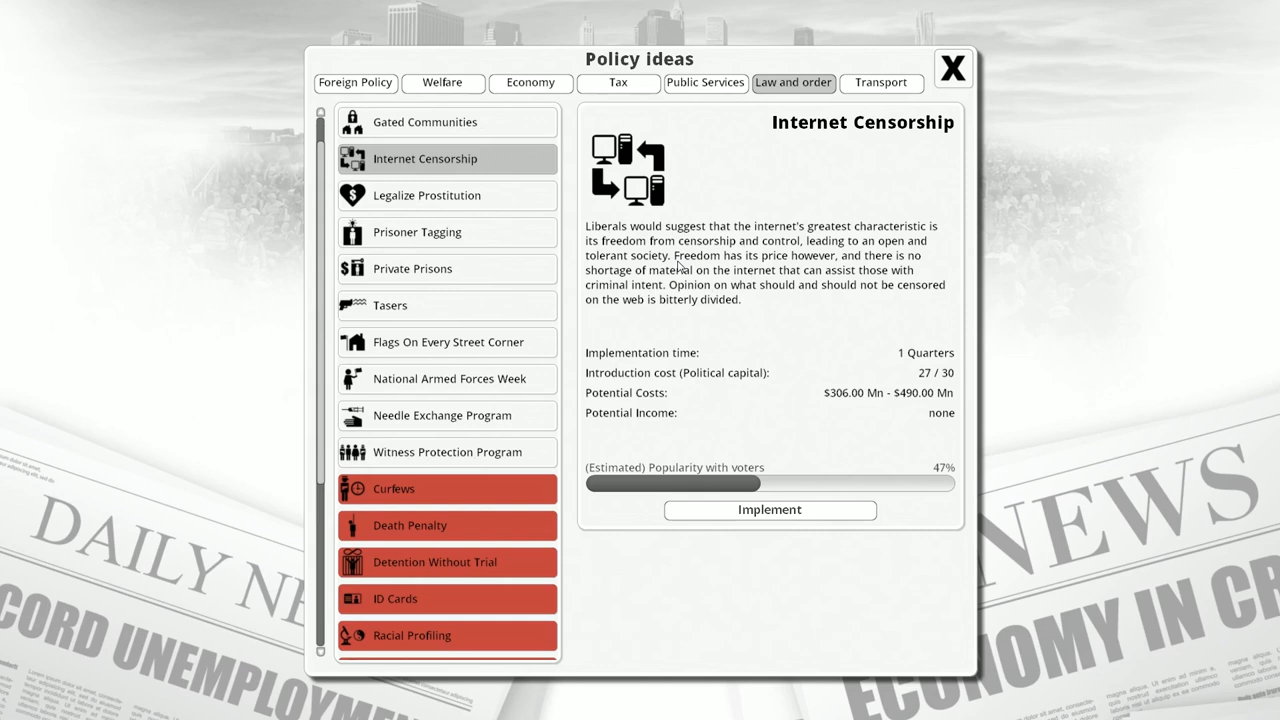 Policy ideas
X
Foreign Policy
Welfare
Economy
Tax
Public Services
Law and order
Transport
Gated Communities
Internet Censorship
Legalize Prostitution
Prisoner Tagging
Private Prisons
Tasers
Flags On Every Street Corner
National Armed Forces Week
Needle Exchange Program
Witness Protection Program
Curfews
Death Penalty
Detention Without Trial
ID Cards
Racial Profiling
Internet Censorship
Liberals would suggest that the internet's greatest characteristic is
its freedom from censorship and control, leading to an open and
tolerant society. Freedom has its price however, and there is no
shortage of material on the internet that can assist those with
criminal intent. Opinion on what should and should not be censored
on the web is bitterly divided.
Implementation time: 1 Quarters
Introduction cost (Political capital): 27 / 30
Potential Costs: $306.00 Mn - $490.00 Mn
Potential Income: none
(Estimated) Popularity with voters 47%
Implement
DAILY NE
CORD UNEMPLOYM
NEWS
ECONOMY IN CR